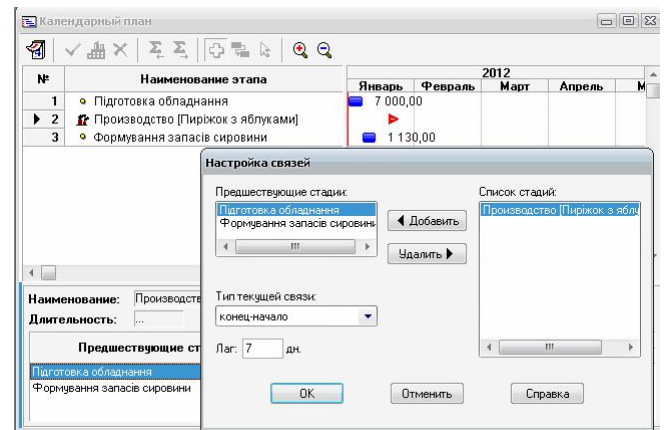 Календарный план
2012
№ Наименование этапа Январь Февраль Март Апрель М
1 Підготовка обладнання 7 000,00
2 Производство [Пиріжок з яблуками]
3 Формування запасів сировини 1 130,00
Настройка связей
Предшествующие стадии: Список стадий:
Підготовка обладнання Производство [Пиріжок з яблу
Формування запасів сировин
Добавить
Удалить
Наименование: Производств
Длительность: ...
Тип текущей связи:
конец-начало
Предшествующие ст
Лаг: 7 дн.
Підготовка обладнання
Формування запасів сировини
OK Отменить Справка